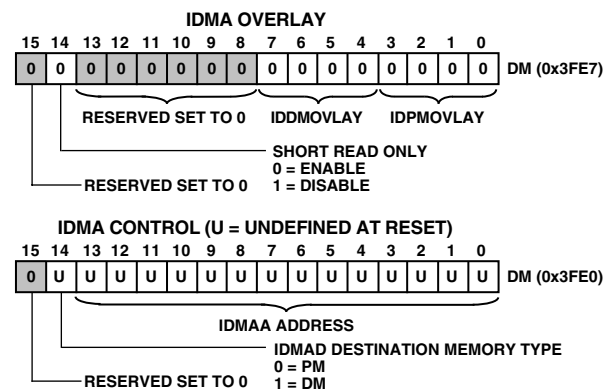 IDMA OVERLAY
15 14 13 12 11 10 9 8 7 6 5 4 3 2 1 0
0 0 0 0 0 0 0 0 0 0 0 0 0 0 0 0 DM (0x3FE7)
RESERVED SET TO 0 IDDMOVLAY IDPMOVLAY
SHORT READ ONLY
0 = ENABLE
RESERVED SET TO 0 1 = DISABLE
IDMA CONTROL (U = UNDEFINED AT RESET)
15 14 13 12 11 10 9 8 7 6 5 4 3 2 1 0
0 U U U U U U U U U U U U U U U DM (0x3FE0)
IDMAA ADDRESS
IDMAD DESTINATION MEMORY TYPE
0 = PM
RESERVED SET TO 0 1 = DM